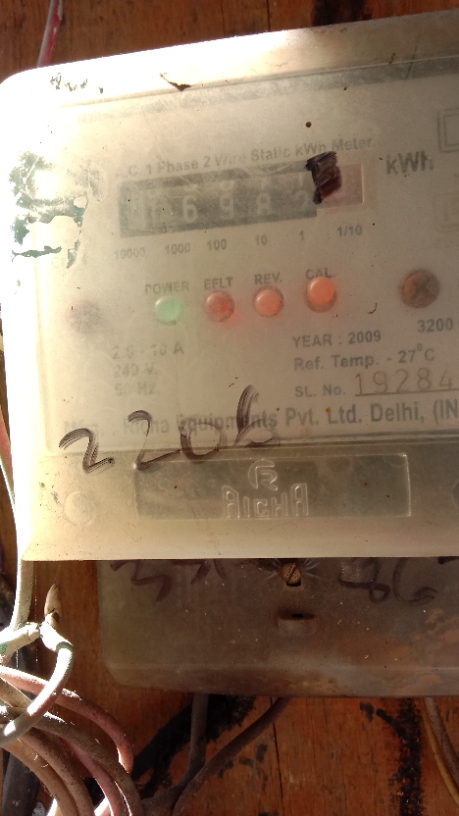 A.C. 1 Phase 2 Wire Static kWh Meter
kWh
6 9 8
10000 1000 100 10 1 1/10
POWER EFLT REV. CAL
3200
2.5 - 10 A
240 V.
50 Hz.
YEAR : 2009
Ref. Temp. - 27°C
SL. No. 19284
Equipments Pvt. Ltd. Delhi, (IN
2206
RICHA
86